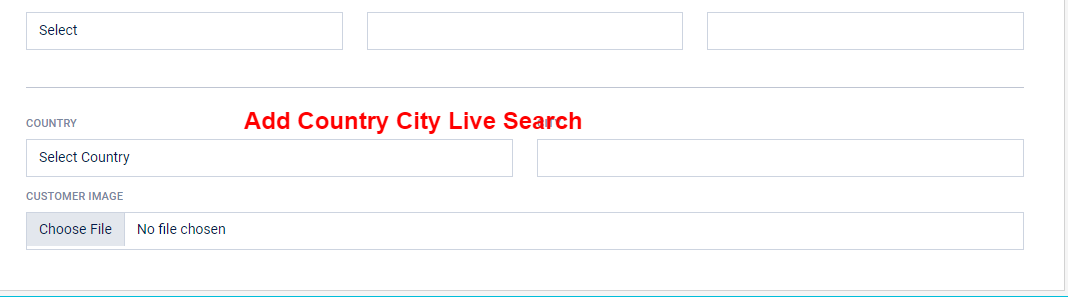 Select
COUNTRY
Add Country City Live Search
Select Country
CUSTOMER IMAGE
Choose File
No file chosen